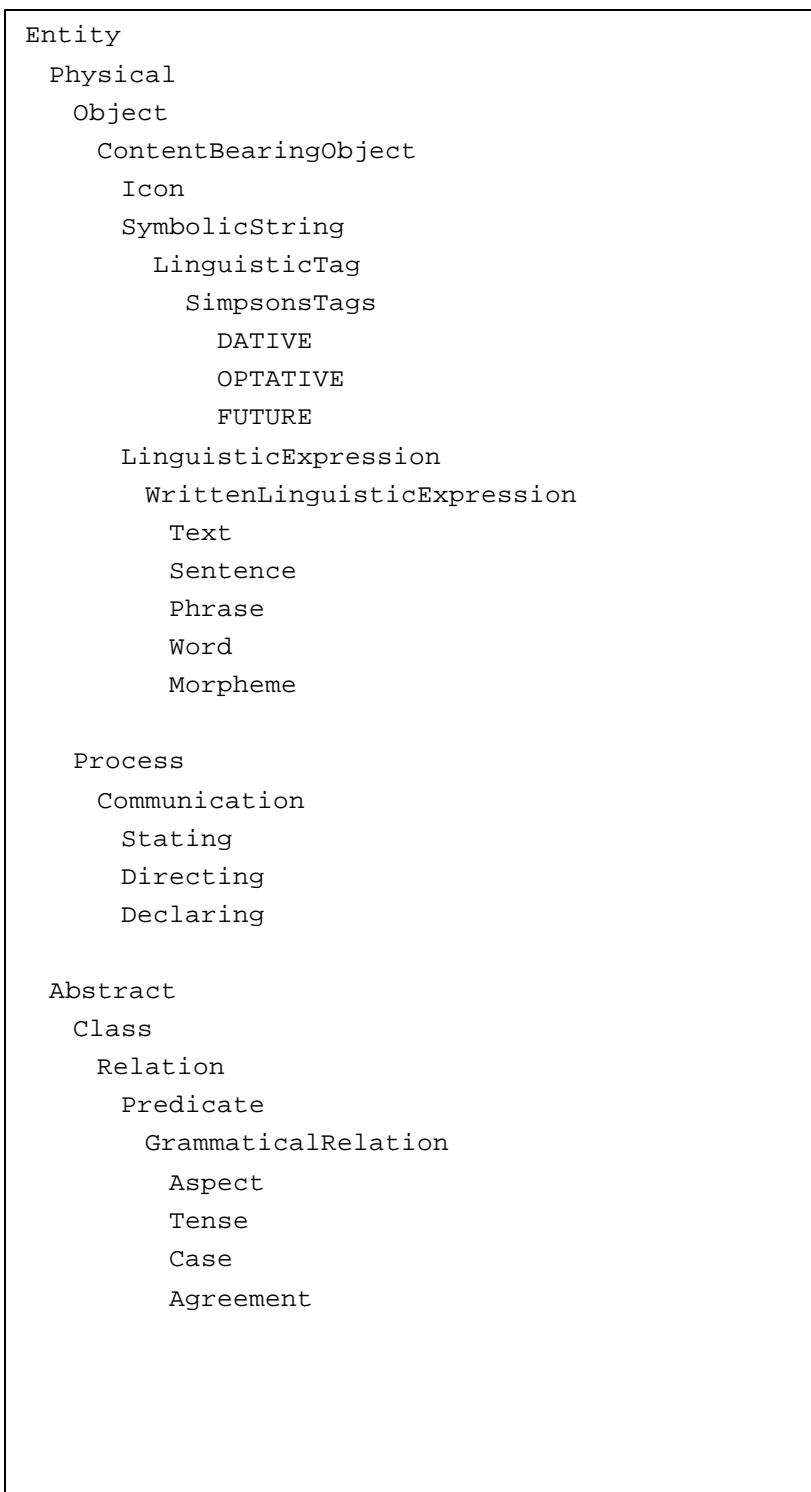 Entity
Physical
Object
ContentBearingObject
Icon
SymbolicString
LinguisticTag
SimpsonsTags
DATIVE
OPTATIVE
FUTURE
LinguisticExpression
WrittenLinguisticExpression
Text
Sentence
Phrase
Word
Morpheme
Process
Communication
Stating
Directing
Declaring
Abstract
Class
Relation
Predicate
GrammaticalRelation
Aspect
Tense
Case
Agreement